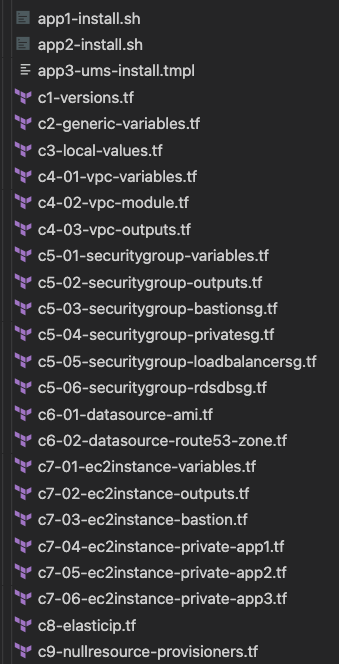 app1-install.sh
app2-install.sh
app3-ums-install.tmpl
c1-versions.tf
c2-generic-variables.tf
c3-local-values.tf
c4-01-vpc-variables.tf
c4-02-vpc-module.tf
c4-03-vpc-outputs.tf
c5-01-securitygroup-variables.tf
c5-02-securitygroup-outputs.tf
c5-03-securitygroup-bastionsg.tf
c5-04-securitygroup-privatesg.tf
c5-05-securitygroup-loadbalancersg.tf
c5-06-securitygroup-rdsdbsg.tf
c6-01-datasource-ami.tf
c6-02-datasource-route53-zone.tf
c7-01-ec2instance-variables.tf
c7-02-ec2instance-outputs.tf
c7-03-ec2instance-bastion.tf
c7-04-ec2instance-private-app1.tf
c7-05-ec2instance-private-app2.tf
c7-06-ec2instance-private-app3.tf
c8-elasticip.tf
c9-nullresource-provisioners.tf